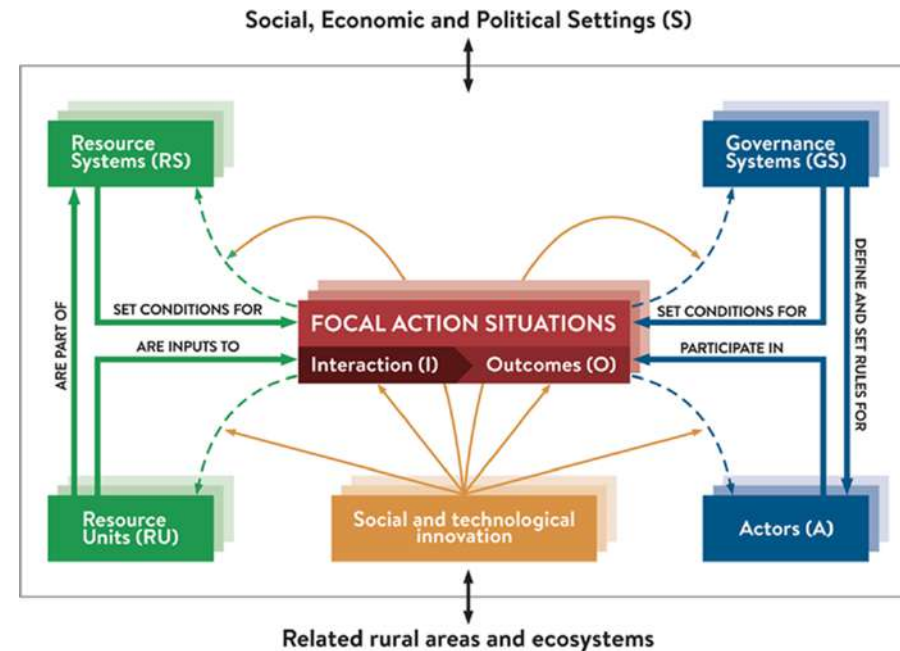 Social, Economic and Political Settings (S)
Resource
Systems (RS)
Governance
Systems (GS)
SET CONDITIONS FOR
ARE INPUTS TO
ARE PART OF
FOCAL ACTION SITUATIONS
Interaction (I)
Outcomes (O)
SET CONDITIONS FOR
PARTICIPATE IN
DEFINE AND SET RULES FOR
Resource
Units (RU)
Social and technological
innovation
Actors (A)
Related rural areas and ecosystems